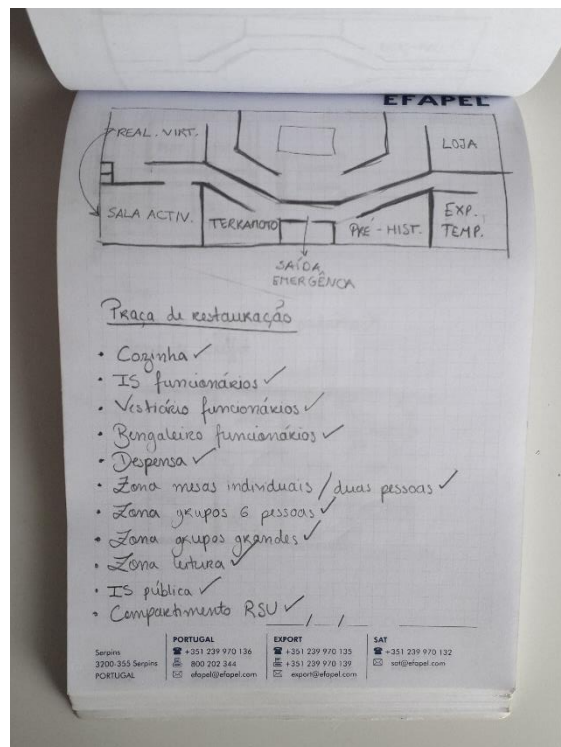 EFAPEL
REAL. VIRT.
LOJA
SALA ACTIV.
TERRAMOTO
PRÉ-HIST.
EXP.
TEMP.
SAÍDA
EMERGÊNCIA
Praça de restauração
• Cozinha ✓
• IS funcionários ✓
• Vestiário funcionários ✓
• Bengaleiro funcionários ✓
• Despensa ✓
• Zona mesas individuais / duas pessoas ✓
• Zona grupos 6 pessoas ✓
• Zona grupos grandes ✓
• Zona leitura ✓
• IS pública ✓
• Compartimento RSU ✓
__/__/__
Serpins
3200-355 Serpins
PORTUGAL
PORTUGAL
+351 239 970 136
800 202 344
efapel@efapel.com
EXPORT
+351 239 970 135
+351 239 970 139
export@efapel.com
SAT
+351 239 970 132
sat@efapel.com